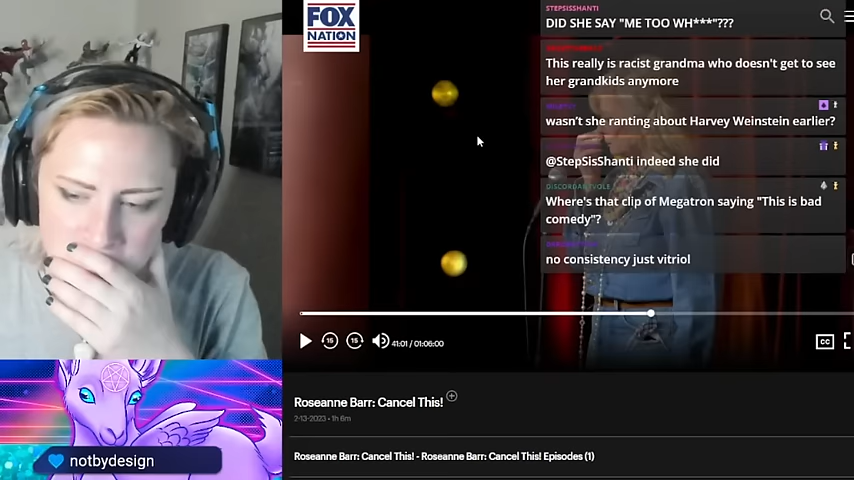 FOX
NATION
STEPSISSHANTI
DID SHE SAY "ME TOO WH***"???
This really is racist grandma who doesn't get to see
her grandkids anymore
wasn't she ranting about Harvey Weinstein earlier?
@StepSisShanti indeed she did
Where's that clip of Megatron saying "This is bad
comedy"?
no consistency just vitriol
15
15
41:01 / 01:06:00
CC
Roseanne Barr: Cancel This!
2-13-2023 • 1h 6m
Roseanne Barr: Cancel This! - Roseanne Barr: Cancel This! Episodes (1)
notbydesign